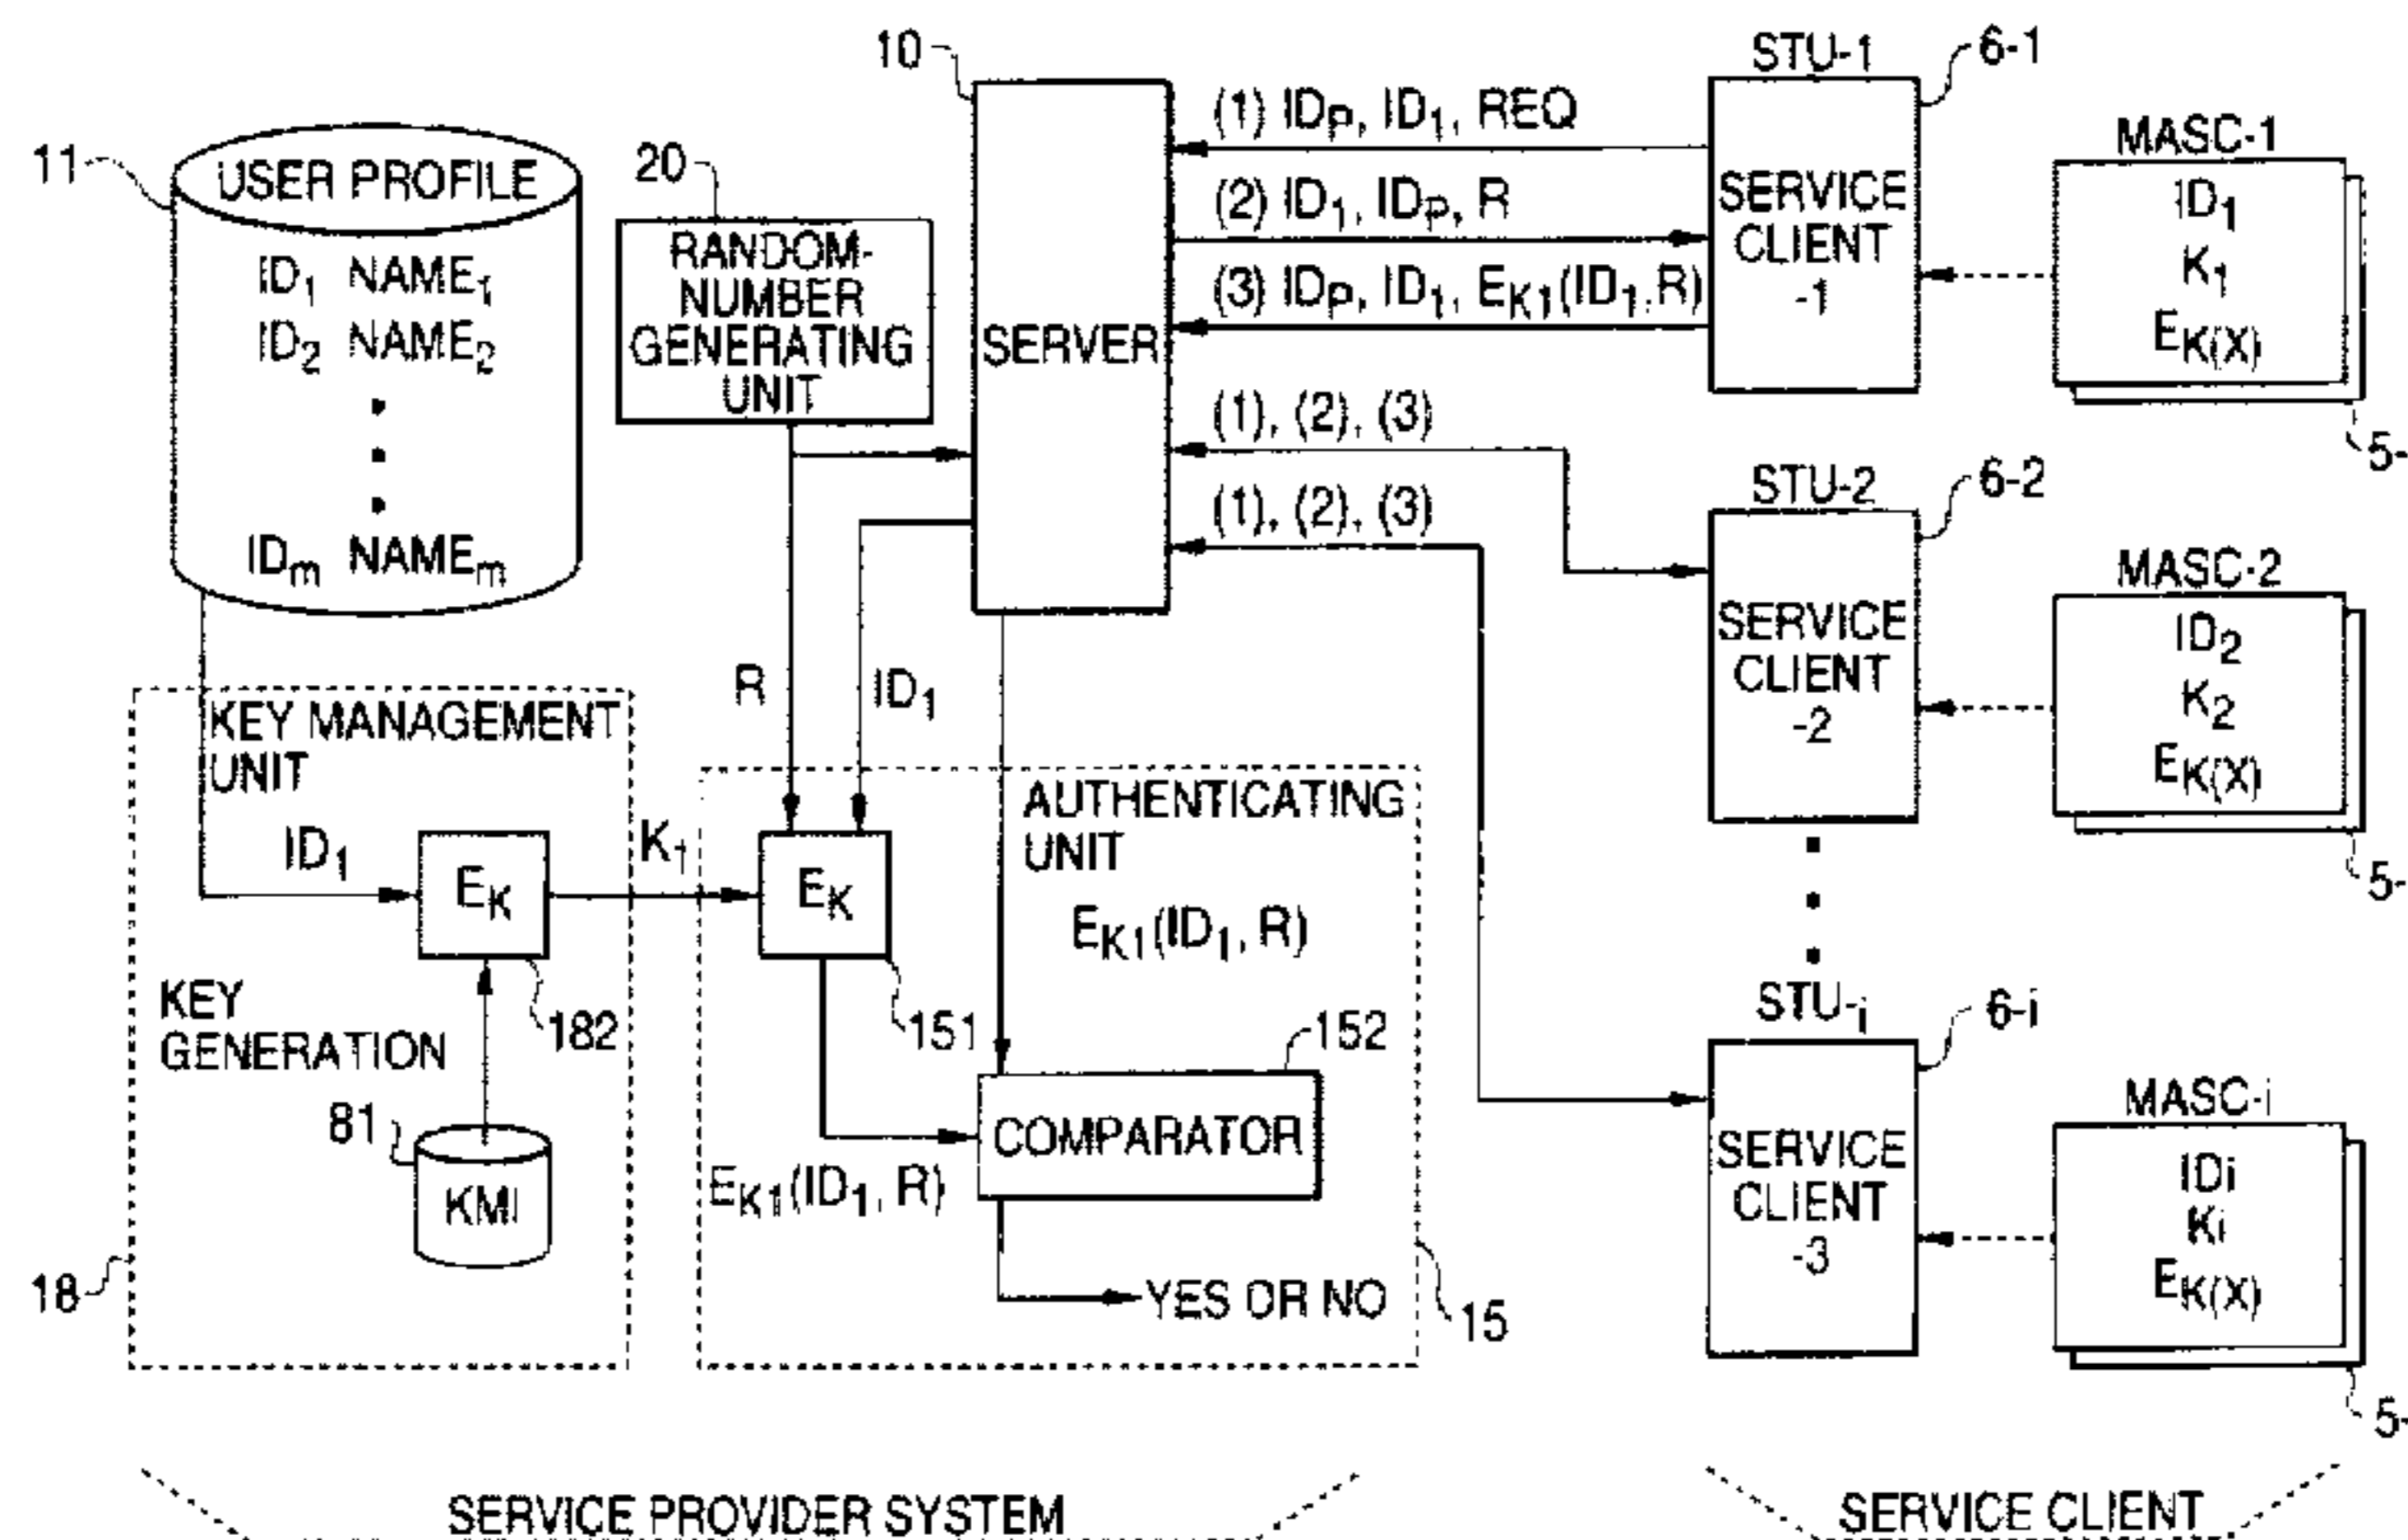 10
STU-1
6-1
(1) IDP, ID1, REQ
MASC-1
11
USER PROFILE
20
SERVICE
CLIENT
-1
ID1
K1
EK(X)
(2) ID1, IDP, R
RANDOM-
NUMBER
GENERATING
UNIT
ID1 NAME1
(3) IDP, ID1, EK1(ID1,R)
ID2 NAME2
SERVER
(1), (2), (3)
5-
STU-2
6-2
(1), (2), (3)
IDm NAMEm
MASC-2
SERVICE
CLIENT
-2
ID2
K2
EK(X)
5-
R
ID1
KEY MANAGEMENT
UNIT
AUTHENTICATING
UNIT
ID1
EK
K1
EK
EK1(ID1, R)
KEY
GENERATION
182
151
152
STU-i
6-i
81
COMPARATOR
MASC-i
SERVICE
CLIENT
-3
IDi
Ki
EK(X)
KMI
EK1(ID1, R)
18
YES OR NO
15
5-
SERVICE PROVIDER SYSTEM
SERVICE CLIENT